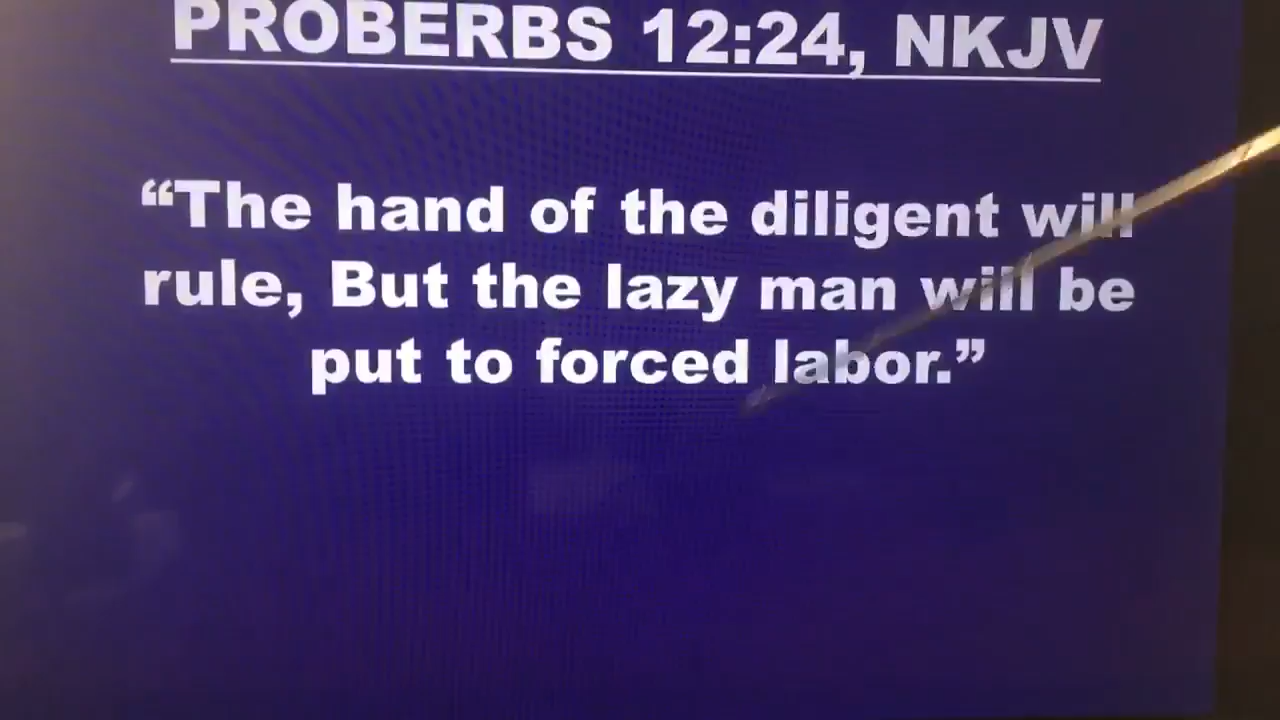 PROBERBS 12:24, NKJV
“The hand of the diligent will
rule, But the lazy man will be
put to forced labor.”